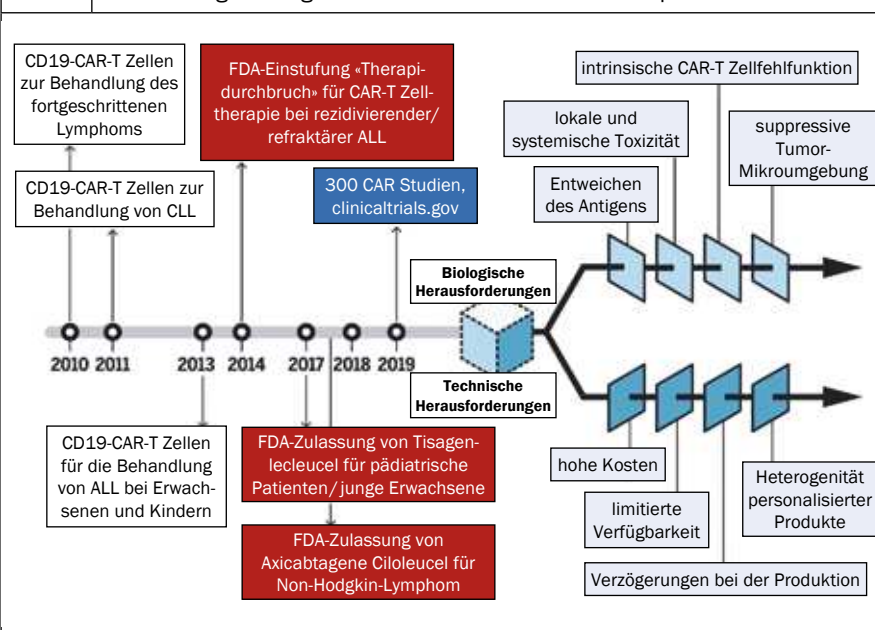 CD19-CAR-T Zellen
zur Behandlung des
fortgeschrittenen
Lymphoms
CD19-CAR-T Zellen zur
Behandlung von CLL
FDA-Einstufung «Therapi-
durchbruch» für CAR-T Zell-
therapie bei rezidivierender/
refraktärer ALL
300 CAR Studien,
clinicaltrials.gov
intrinsische CAR-T Zellfehlfunktion
lokale und
systemische Toxizität
suppressive
Tumor-
Mikroumgebung
Entweichen
des Antigens
Biologische
Herausforderungen
2010 2011 2013 2014 2017 2018 2019
Technische
Herausforderungen
CD19-CAR-T Zellen
für die Behandlung
von ALL bei Erwach-
senen und Kindern
FDA-Zulassung von Tisagen-
lecleucel für pädiatrische
Patienten/junge Erwachsene
FDA-Zulassung von
Axicabtagene Ciloleucel für
Non-Hodgkin-Lymphom
hohe Kosten
limitierte
Verfügbarkeit
Heterogenität
personalisierter
Produkte
Verzögerungen bei der Produktion